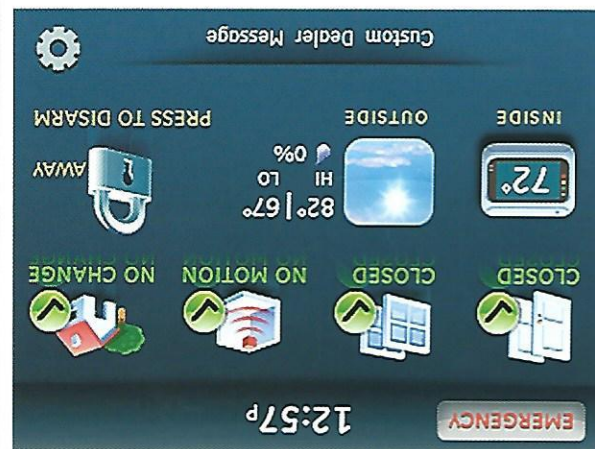 EMERGENCY 12:57P
CLOSED CLOSED NO MOTION NO CHANGE
72° 82° | 67° AWAY
HI LO
0%
INSIDE OUTSIDE PRESS TO DISARM
Custom Dealer Message